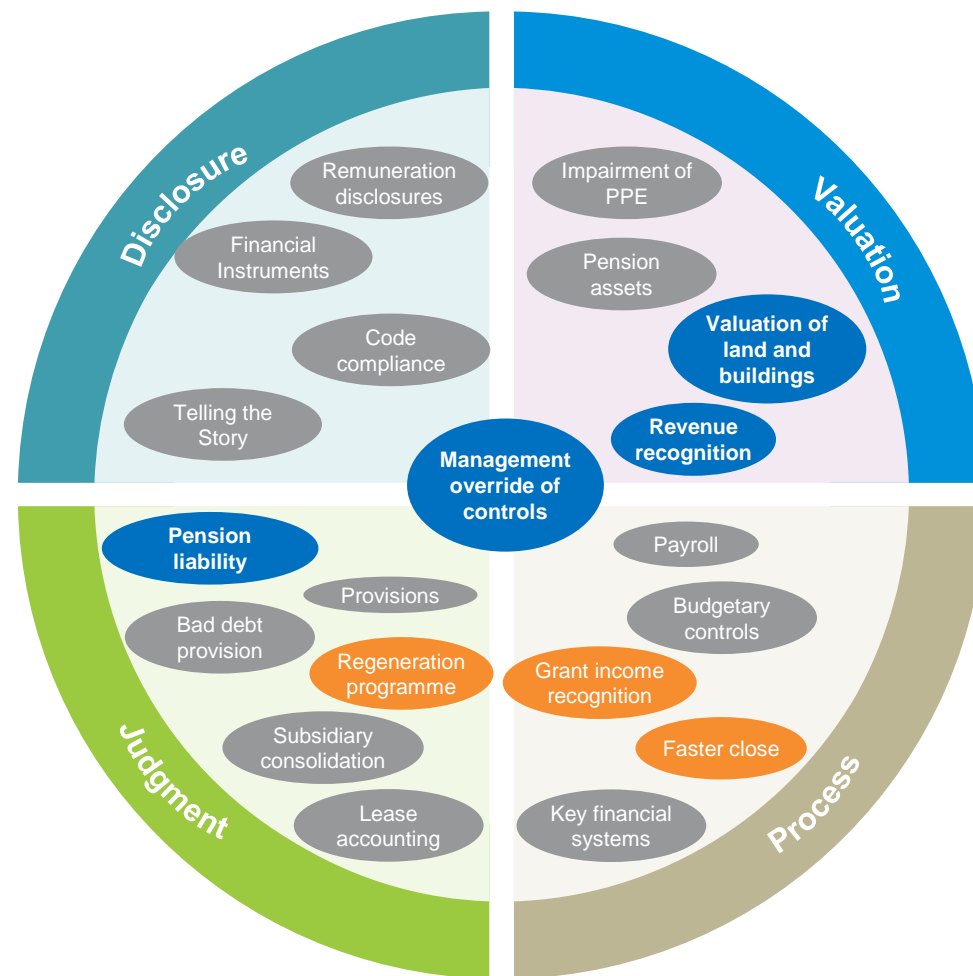 Disclosure
Remuneration
disclosures
Financial
Instruments
Code
compliance
Telling the
Story
Valuation
Impairment of
PPE
Pension
assets
Valuation of
land and
buildings
Revenue
recognition
Management
override of
controls
Judgment
Pension
liability
Provisions
Bad debt
provision
Regeneration
programme
Subsidiary
consolidation
Lease
accounting
Process
Payroll
Budgetary
controls
Grant income
recognition
Faster close
Key financial
systems